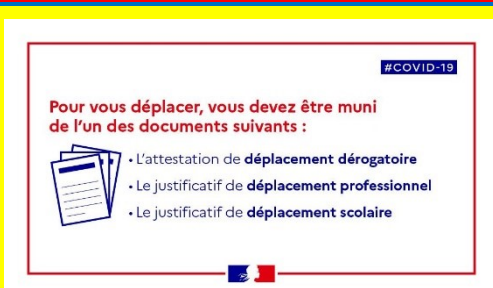 #COVID-19
Pour vous déplacer, vous devez être muni
de l'un des documents suivants :
• L'attestation de déplacement dérogatoire
• Le justificatif de déplacement professionnel
• Le justificatif de déplacement scolaire